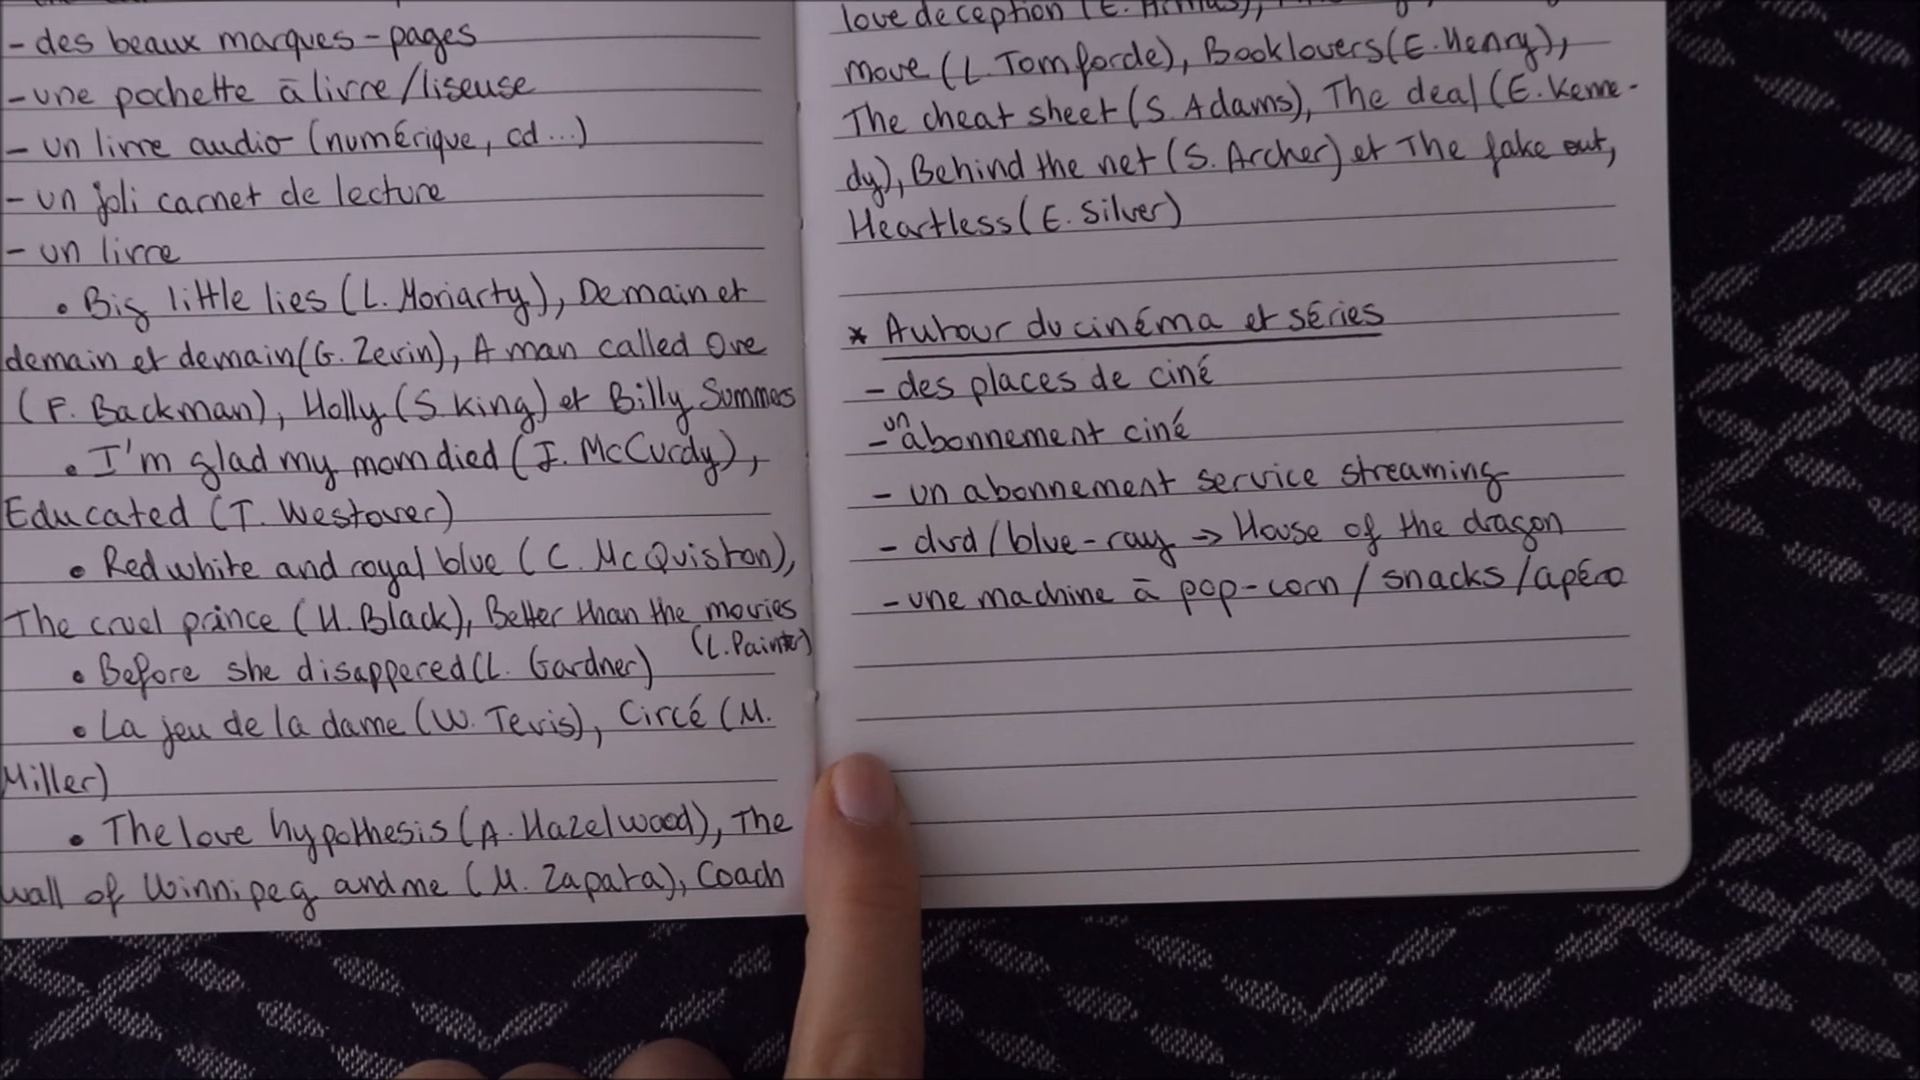 - des beaux marques-pages
- une pochette à livre/liseuse
- un livre audio (numérique, cd...)
- un joli carnet de lecture
- un livre
• Big little lies (L. Moriarty), Demain et
demain et demain (G. Zevin), A man called Ove
(F. Backman), Holly (S. King) et Billy Summers
• I'm glad my mom died (J. McCurdy),
Educated (T. Westover)
• Red white and royal blue (C. McQuiston),
The cruel prince (H. Black), Better than the movies
(L. Painter)
• Before she disappered (L. Gardner)
• La jeu de la dame (W. Tevis), Circé (M.
Miller)
• The love hypothesis (A. Hazelwood), The
wall of Winnipeg and me (M. Zapata), Coach
love deception (E.
move (L. Tomforde), Booklovers (E. Henry),
The cheat sheet (S. Adams), The deal (E. Kenne-
dy), Behind the net (S. Archer) et The fake out,
Heartless (E. Silver)
* Autour du cinéma et séries
- des places de ciné
- un abonnement ciné
- un abonnement service streaming
- dvd/blue-ray → House of the dragon
- une machine à pop-corn / snacks / apéro